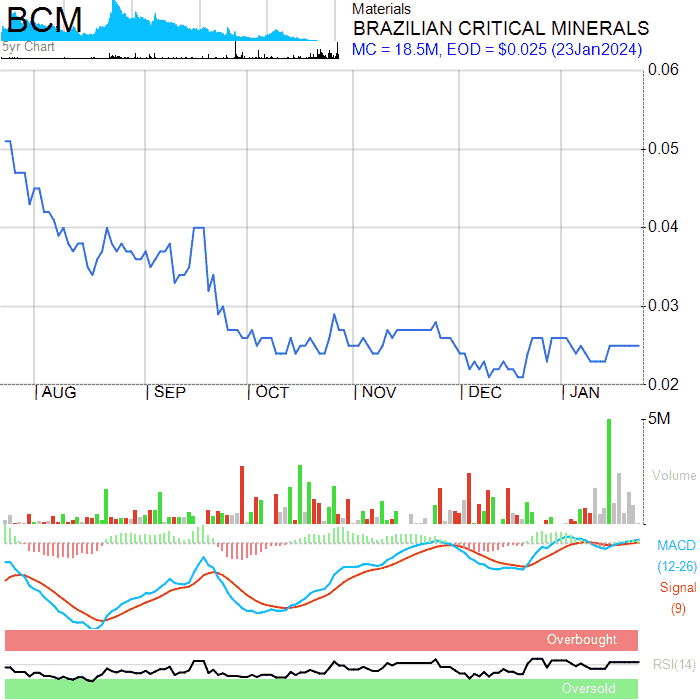 BCM
5yr Chart
Materials
BRAZILIAN CRITICAL MINERALS
MC = 18.5M, EOD = $0.025 (23Jan2024)
0.06
0.05
0.04
0.03
0.02
AUG SEP OCT NOV DEC JAN
5M
Volume
MACD
(12-26)
Signal
(9)
Overbought
RSI(14)
Oversold